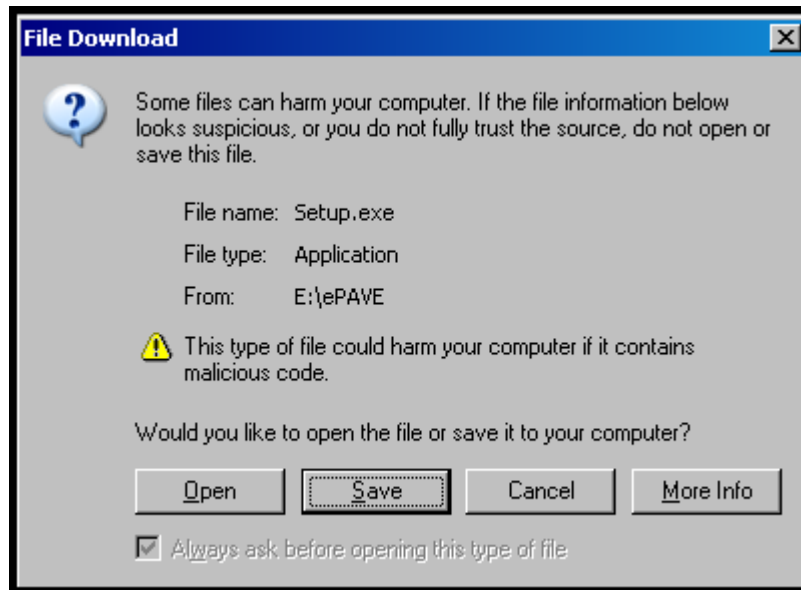 File Download
Some files can harm your computer. If the file information below
looks suspicious, or you do not fully trust the source, do not open or
save this file.
File name: Setup.exe
File type: Application
From: E:\ePAVE
This type of file could harm your computer if it contains
malicious code.
Would you like to open the file or save it to your computer?
Open Save Cancel More Info
Always ask before opening this type of file